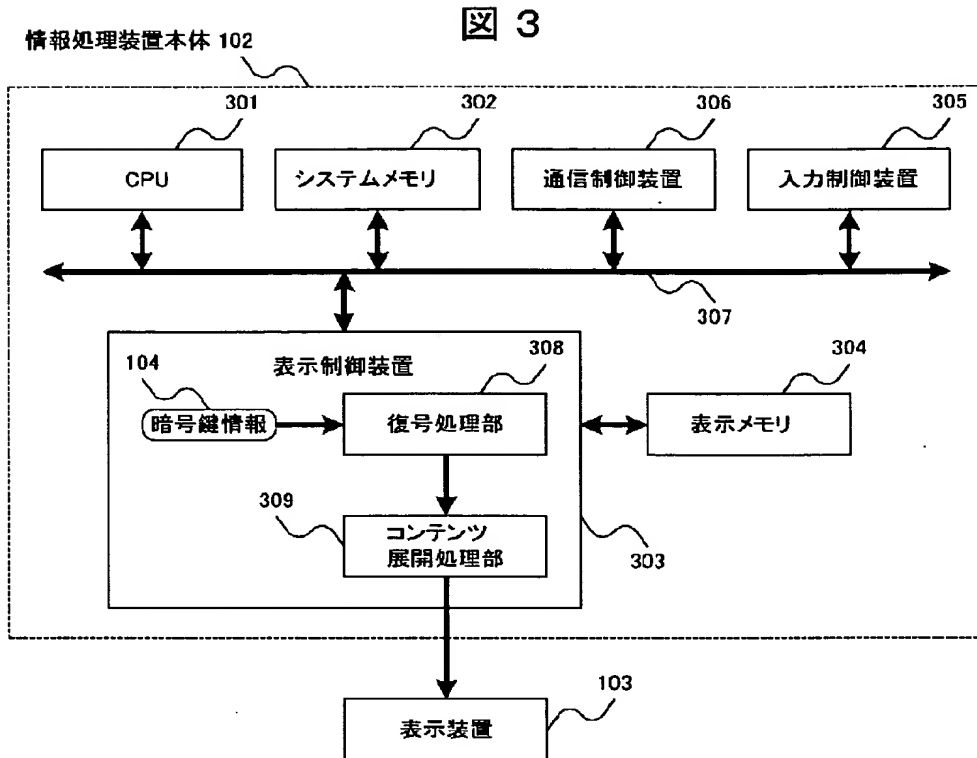 図 3
情報処理装置本体 102
301
302
306
305
CPU
システムメモリ
通信制御装置
入力制御装置
307
表示制御装置
104
308
304
暗号鍵情報
復号処理部
表示メモリ
309
コンテンツ
展開処理部
303
103
表示装置